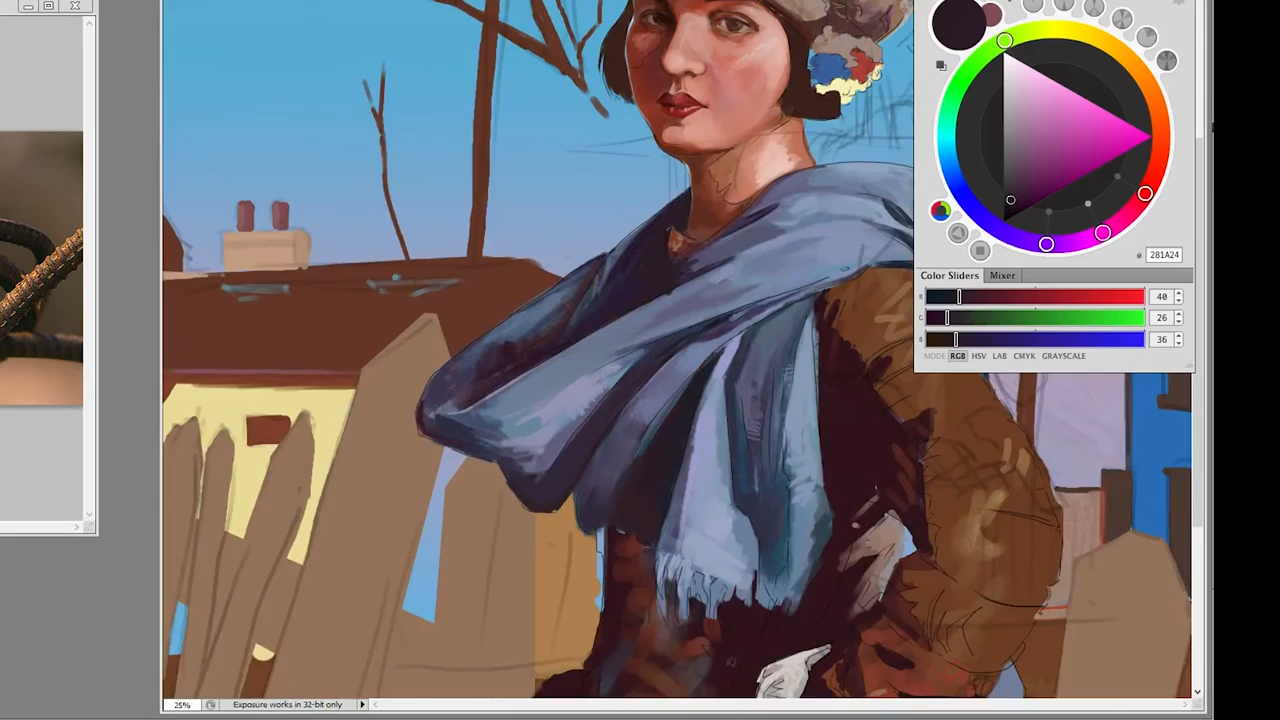 # 281A24
Color Sliders Mixer
R 40
G 26
B 36
MODE RGB HSV LAB CMYK GRAYSCALE
25% Exposure works in 32-bit only